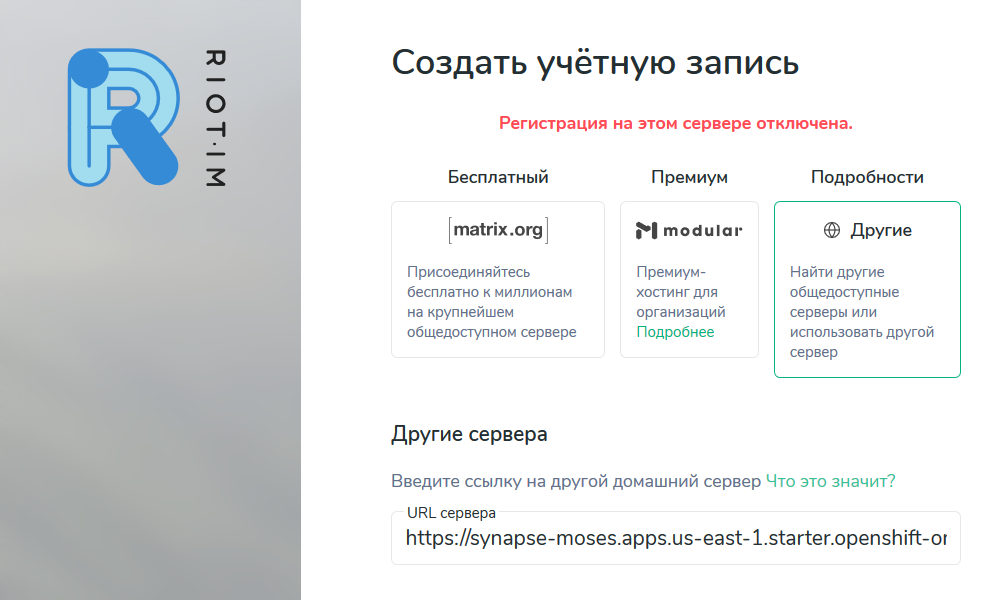 RIOT·IM
Создать учётную запись
Регистрация на этом сервере отключена.
Бесплатный
Премиум
Подробности
[matrix.org]
modular
Другие
Присоединяйтесь
бесплатно к миллионам
на крупнейшем
общедоступном сервере
Премиум-
хостинг для
организаций
Подробнее
Найти другие
общедоступные
серверы или
использовать другой
сервер
Другие сервера
Введите ссылку на другой домашний сервер Что это значит?
URL сервера
https://synapse-moses.apps.us-east-1.starter.openshift-or